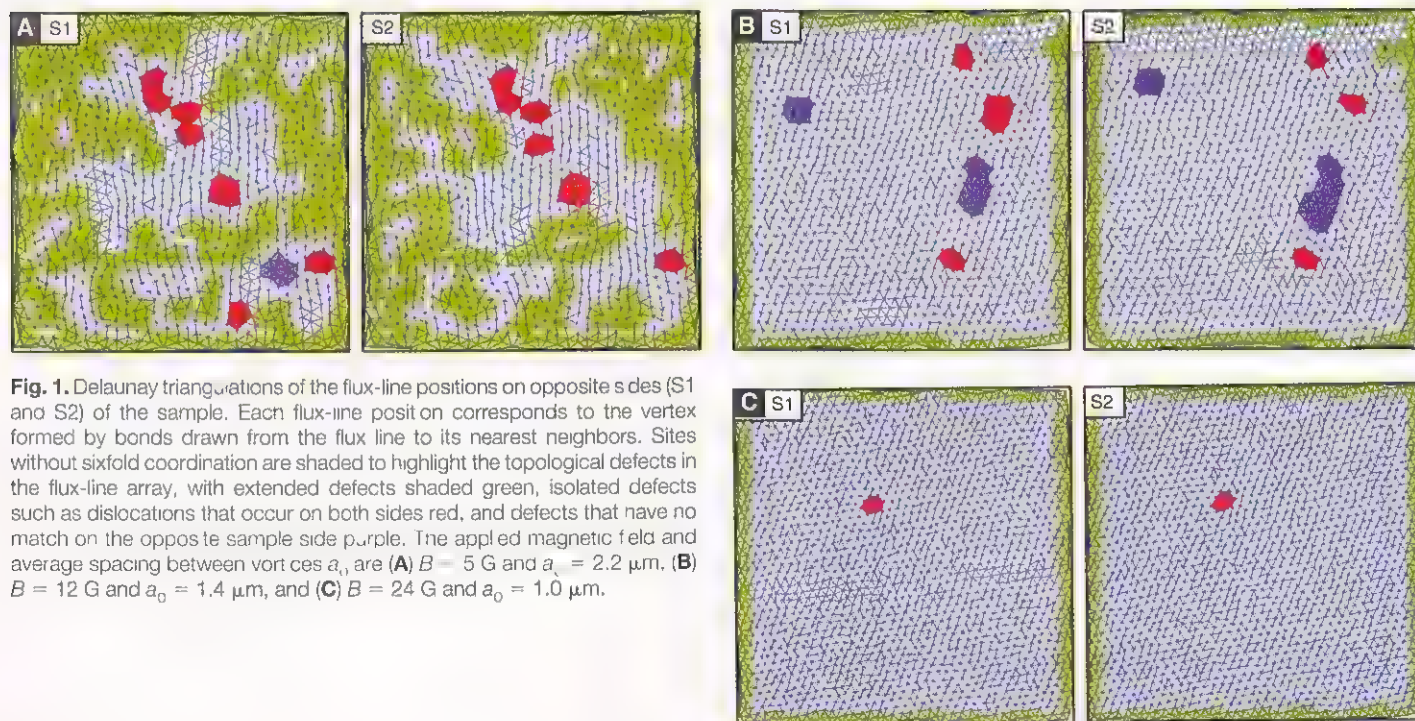 A S1
S2
B S1
S2
Fig. 1. Delaunay triangulations of the flux-line positions on opposite sides (S1
and S2) of the sample. Each flux-line position corresponds to the vertex
formed by bonds drawn from the flux line to its nearest neighbors. Sites
without sixfold coordination are shaded to highlight the topological defects in
the flux-line array, with extended defects shaded green, isolated defects
such as dislocations that occur on both sides red, and defects that have no
match on the opposite sample side purple. The applied magnetic field and
average spacing between vortices a₀ are (A) B = 5 G and a₀ = 2.2 μm, (B)
B = 12 G and a₀ = 1.4 μm, and (C) B = 24 G and a₀ = 1.0 μm.
C S1
S2